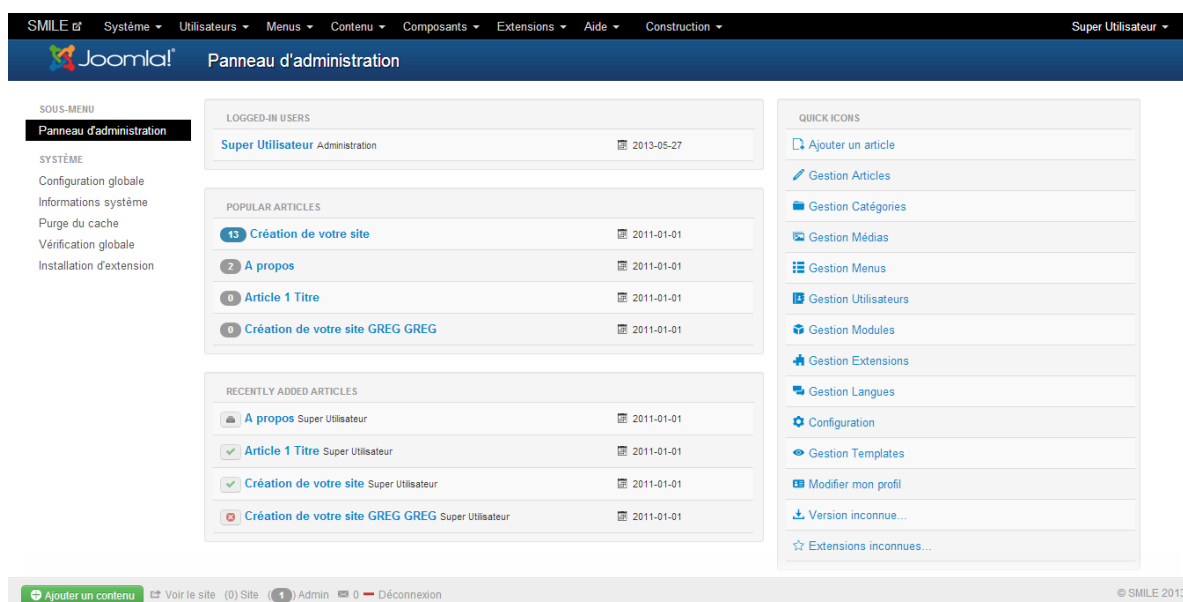 SMILE Système Utilisateurs Menus Contenu Composants Extensions Aide Construction Super Utilisateur
Joomla!® Panneau d'administration
SOUS-MENU
Panneau d'administration
SYSTÈME
Configuration globale
Informations système
Purge du cache
Vérification globale
Installation d'extension
LOGGED-IN USERS
Super Utilisateur Administration 2013-05-27
POPULAR ARTICLES
13 Création de votre site 2011-01-01
2 A propos 2011-01-01
0 Article 1 Titre 2011-01-01
0 Création de votre site GREG GREG 2011-01-01
RECENTLY ADDED ARTICLES
A propos Super Utilisateur 2011-01-01
Article 1 Titre Super Utilisateur 2011-01-01
Création de votre site Super Utilisateur 2011-01-01
Création de votre site GREG GREG Super Utilisateur 2011-01-01
QUICK ICONS
Ajouter un article
Gestion Articles
Gestion Catégories
Gestion Médias
Gestion Menus
Gestion Utilisateurs
Gestion Modules
Gestion Extensions
Gestion Langues
Configuration
Gestion Templates
Modifier mon profil
Version inconnue...
Extensions inconnues...
Ajouter un contenu Voir le site (0) Site (1) Admin 0 Déconnexion © SMILE 2013